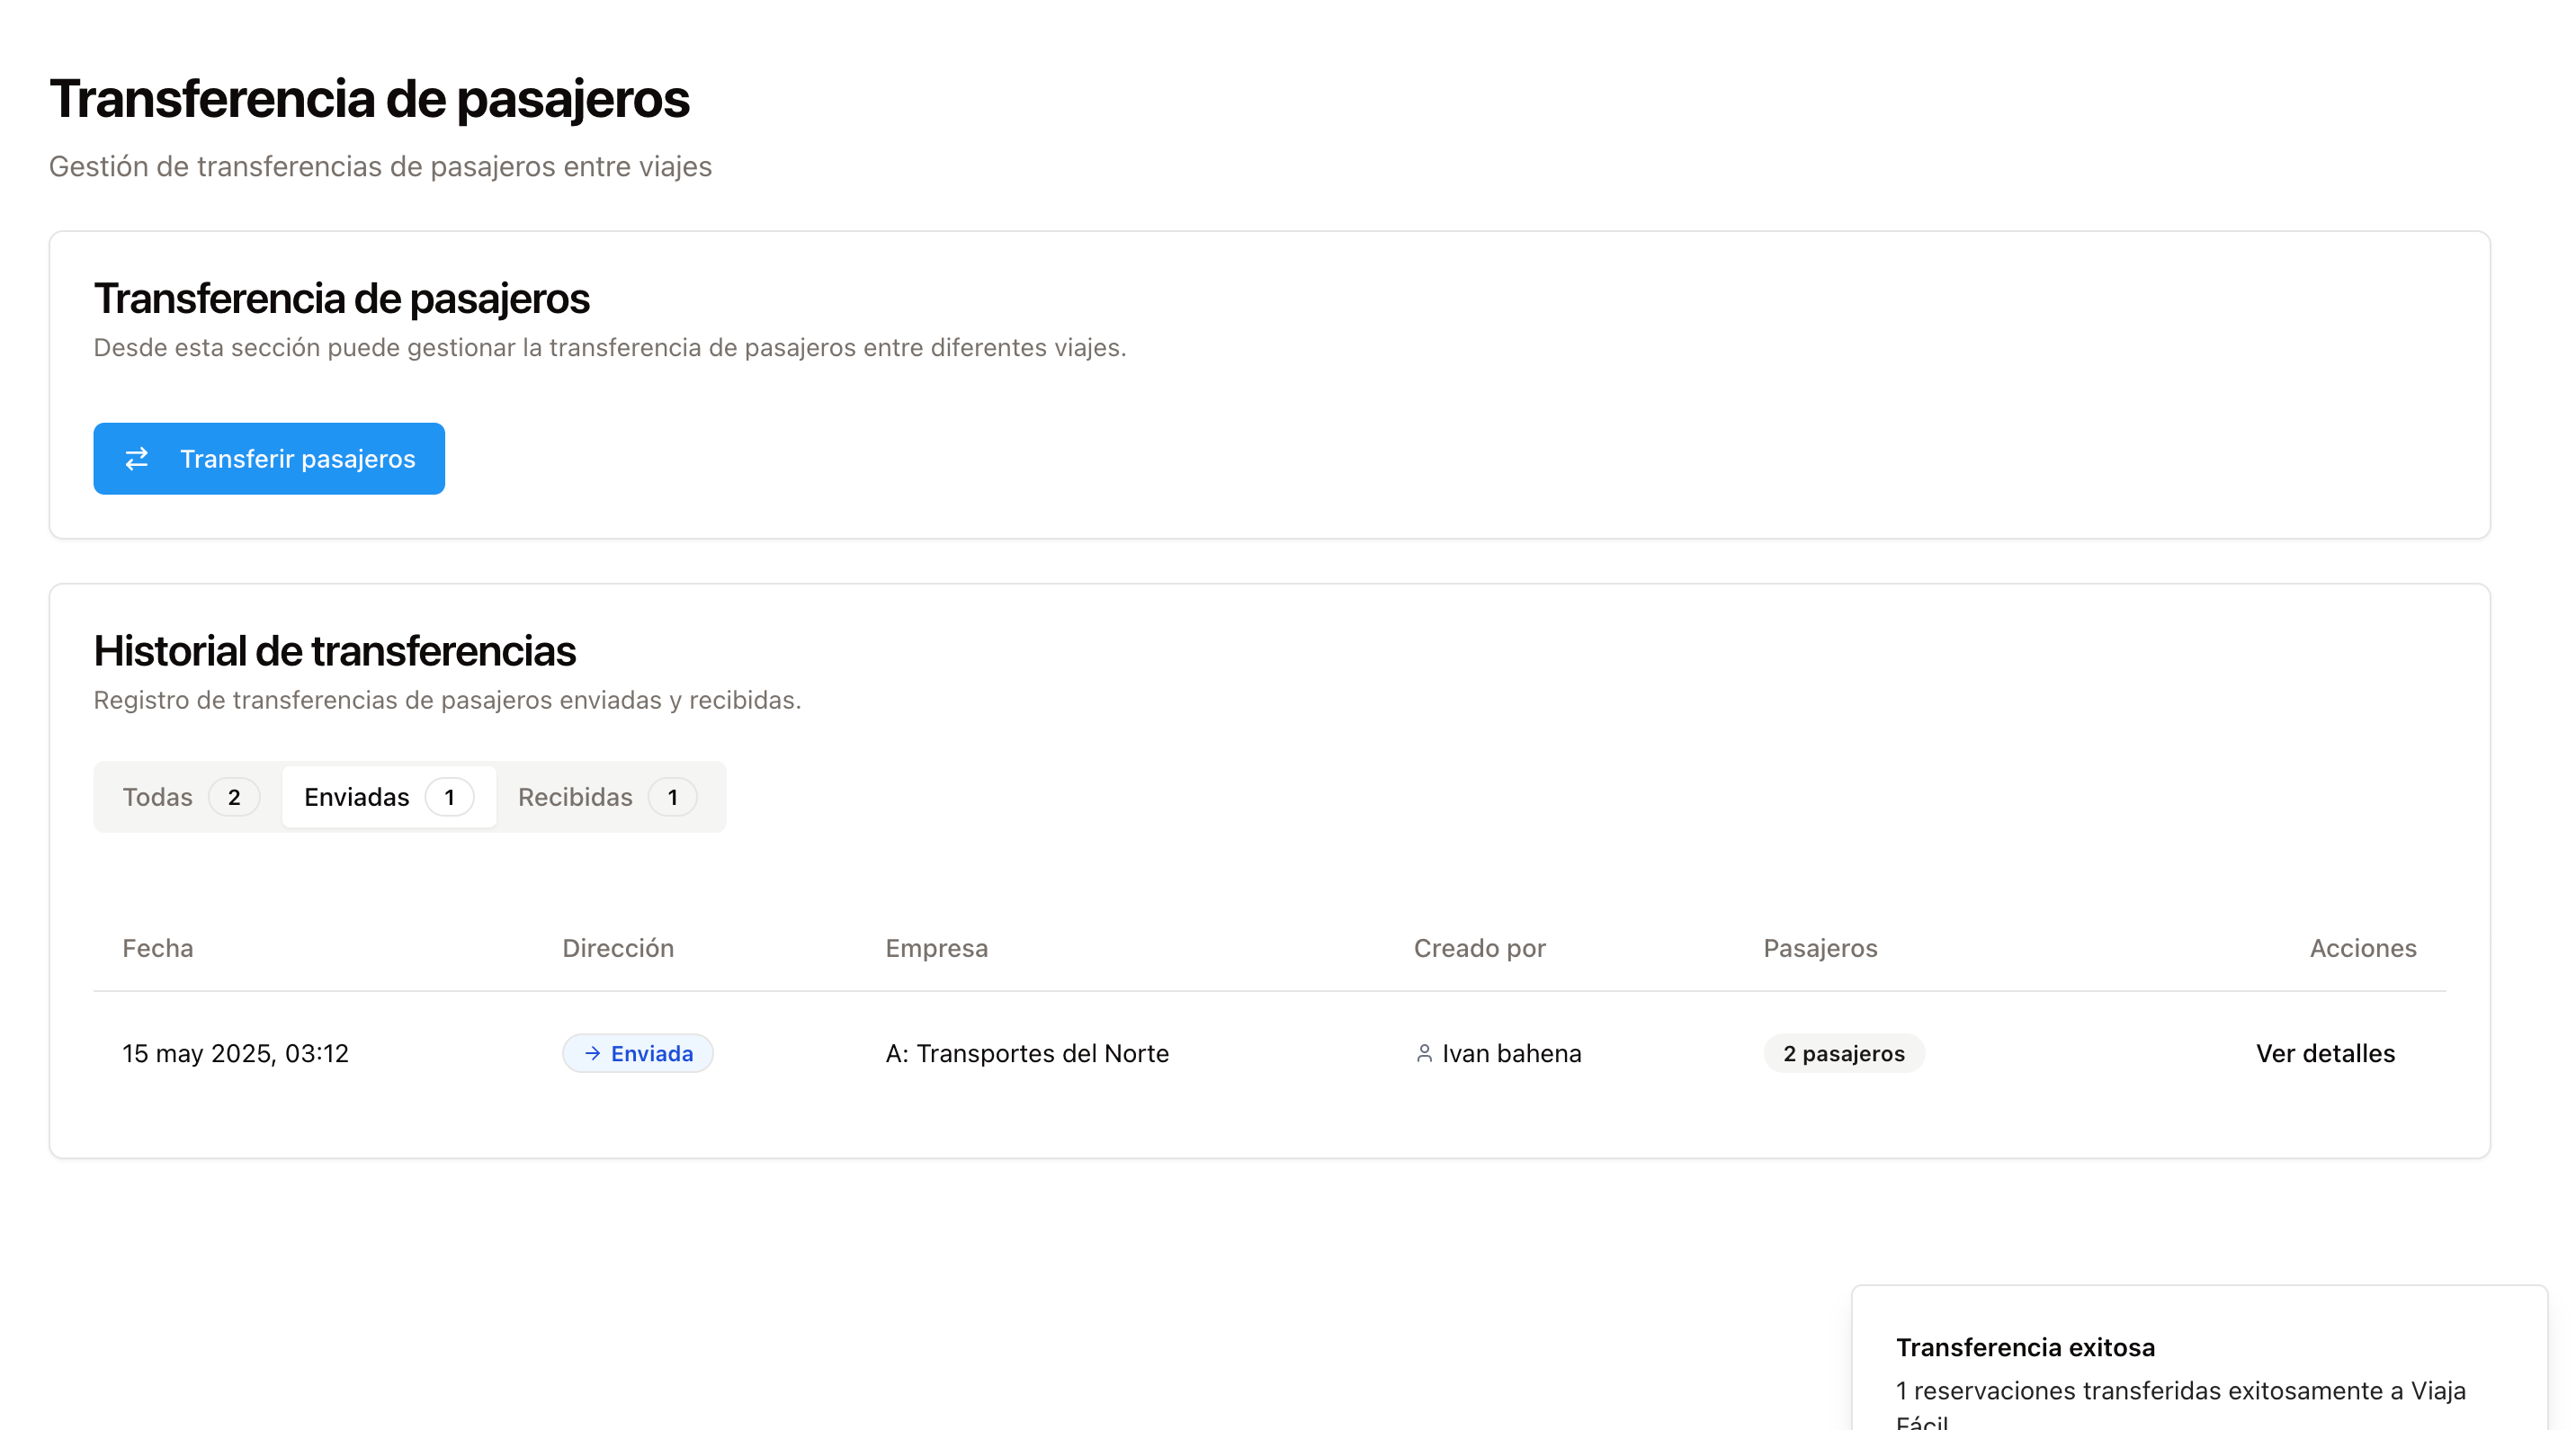 Transferencia de pasajeros
Gestión de transferencias de pasajeros entre viajes
Transferencia de pasajeros
Desde esta sección puede gestionar la transferencia de pasajeros entre diferentes viajes.
Transferir pasajeros
Historial de transferencias
Registro de transferencias de pasajeros enviadas y recibidas.
Todas 2 Enviadas 1 Recibidas 1
Fecha Dirección Empresa Creado por Pasajeros Acciones
15 may 2025, 03:12 → Enviada A: Transportes del Norte Ivan bahena 2 pasajeros Ver detalles
Transferencia exitosa
1 reservaciones transferidas exitosamente a Viaja
Fácil